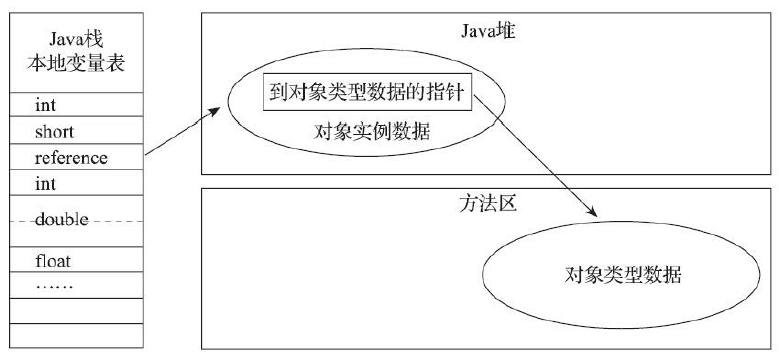 Java栈
本地变量表
int
short
reference
int
double
float
……
Java堆
到对象类型数据的指针
对象实例数据
方法区
对象类型数据